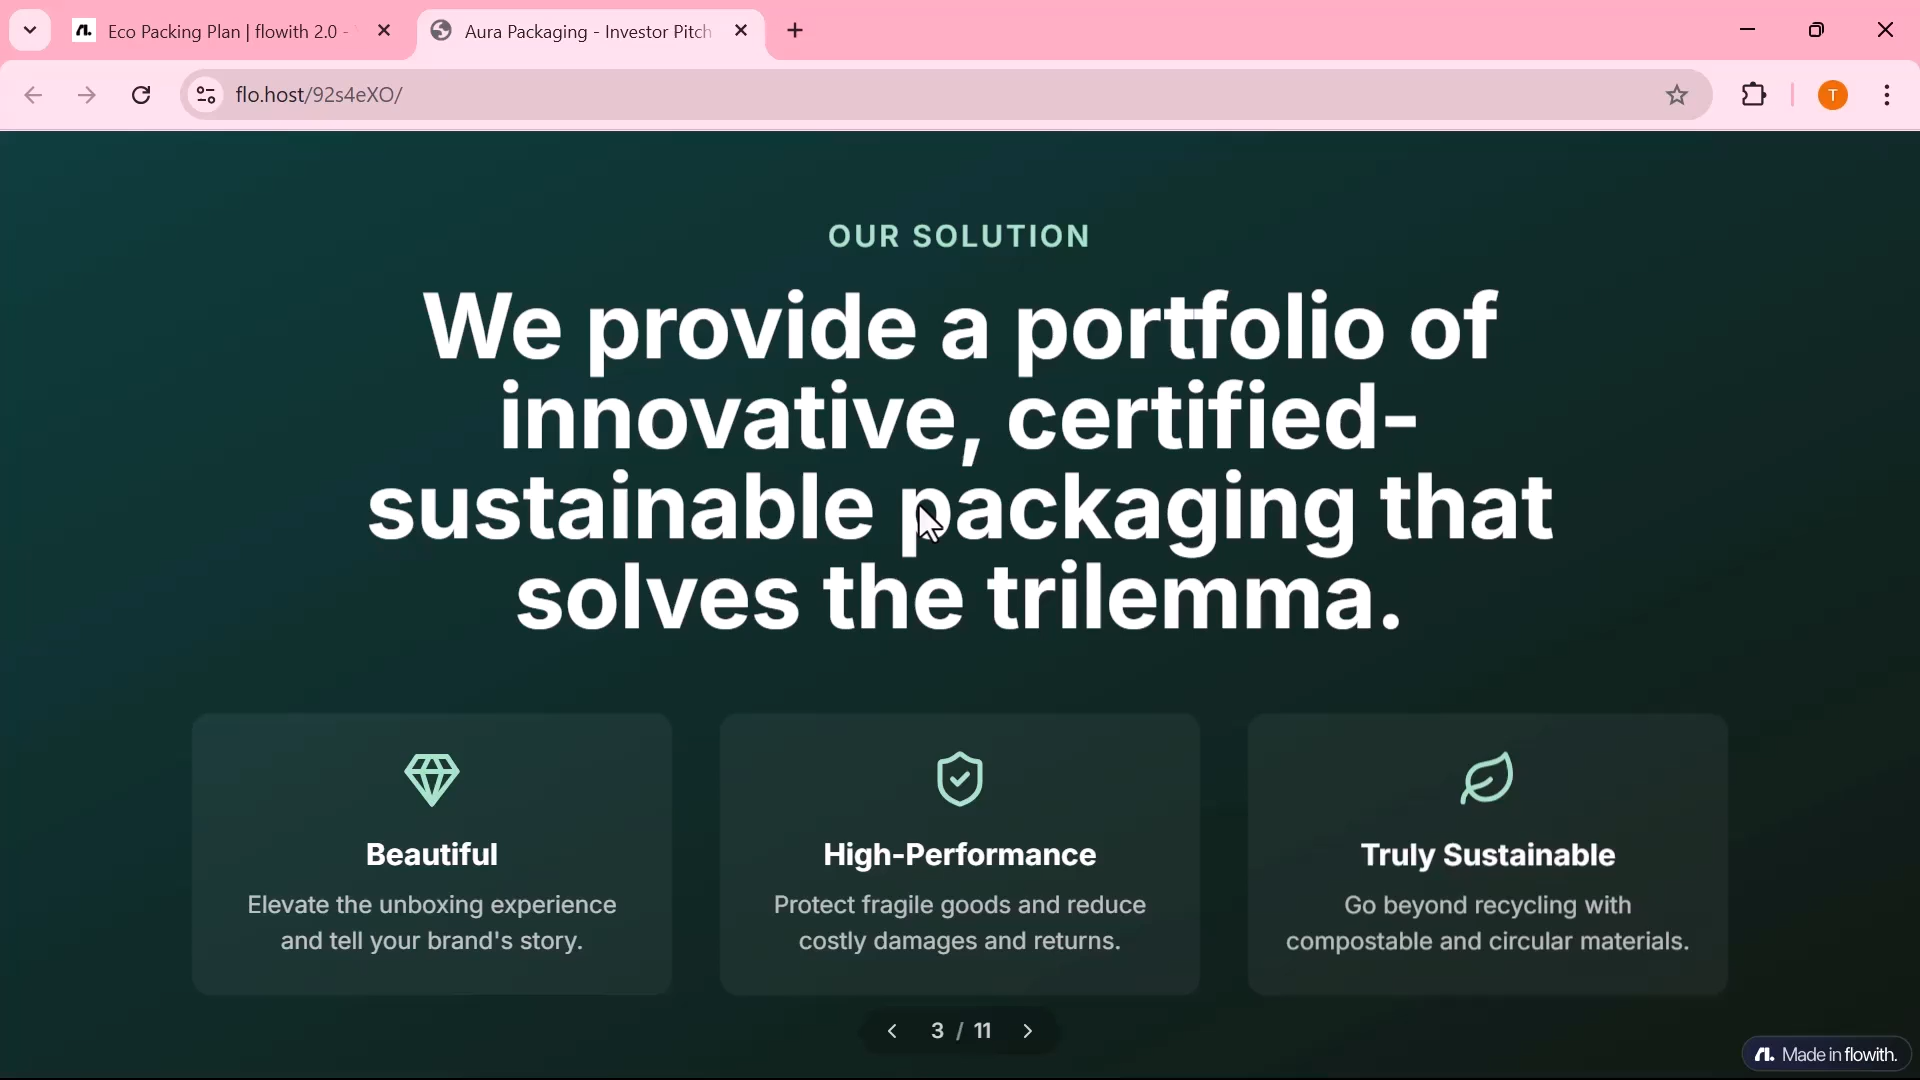 Eco Packing Plan | flowith 2.0 -
Aura Packaging - Investor Pitch
flo.host/92s4eXO/
T
OUR SOLUTION
We provide a portfolio of
innovative, certified-
sustainable packaging that
solves the trilemma.
Beautiful
Elevate the unboxing experience
and tell your brand's story.
High-Performance
Protect fragile goods and reduce
costly damages and returns.
Truly Sustainable
Go beyond recycling with
compostable and circular materials.
3 / 11
Made in flowith.